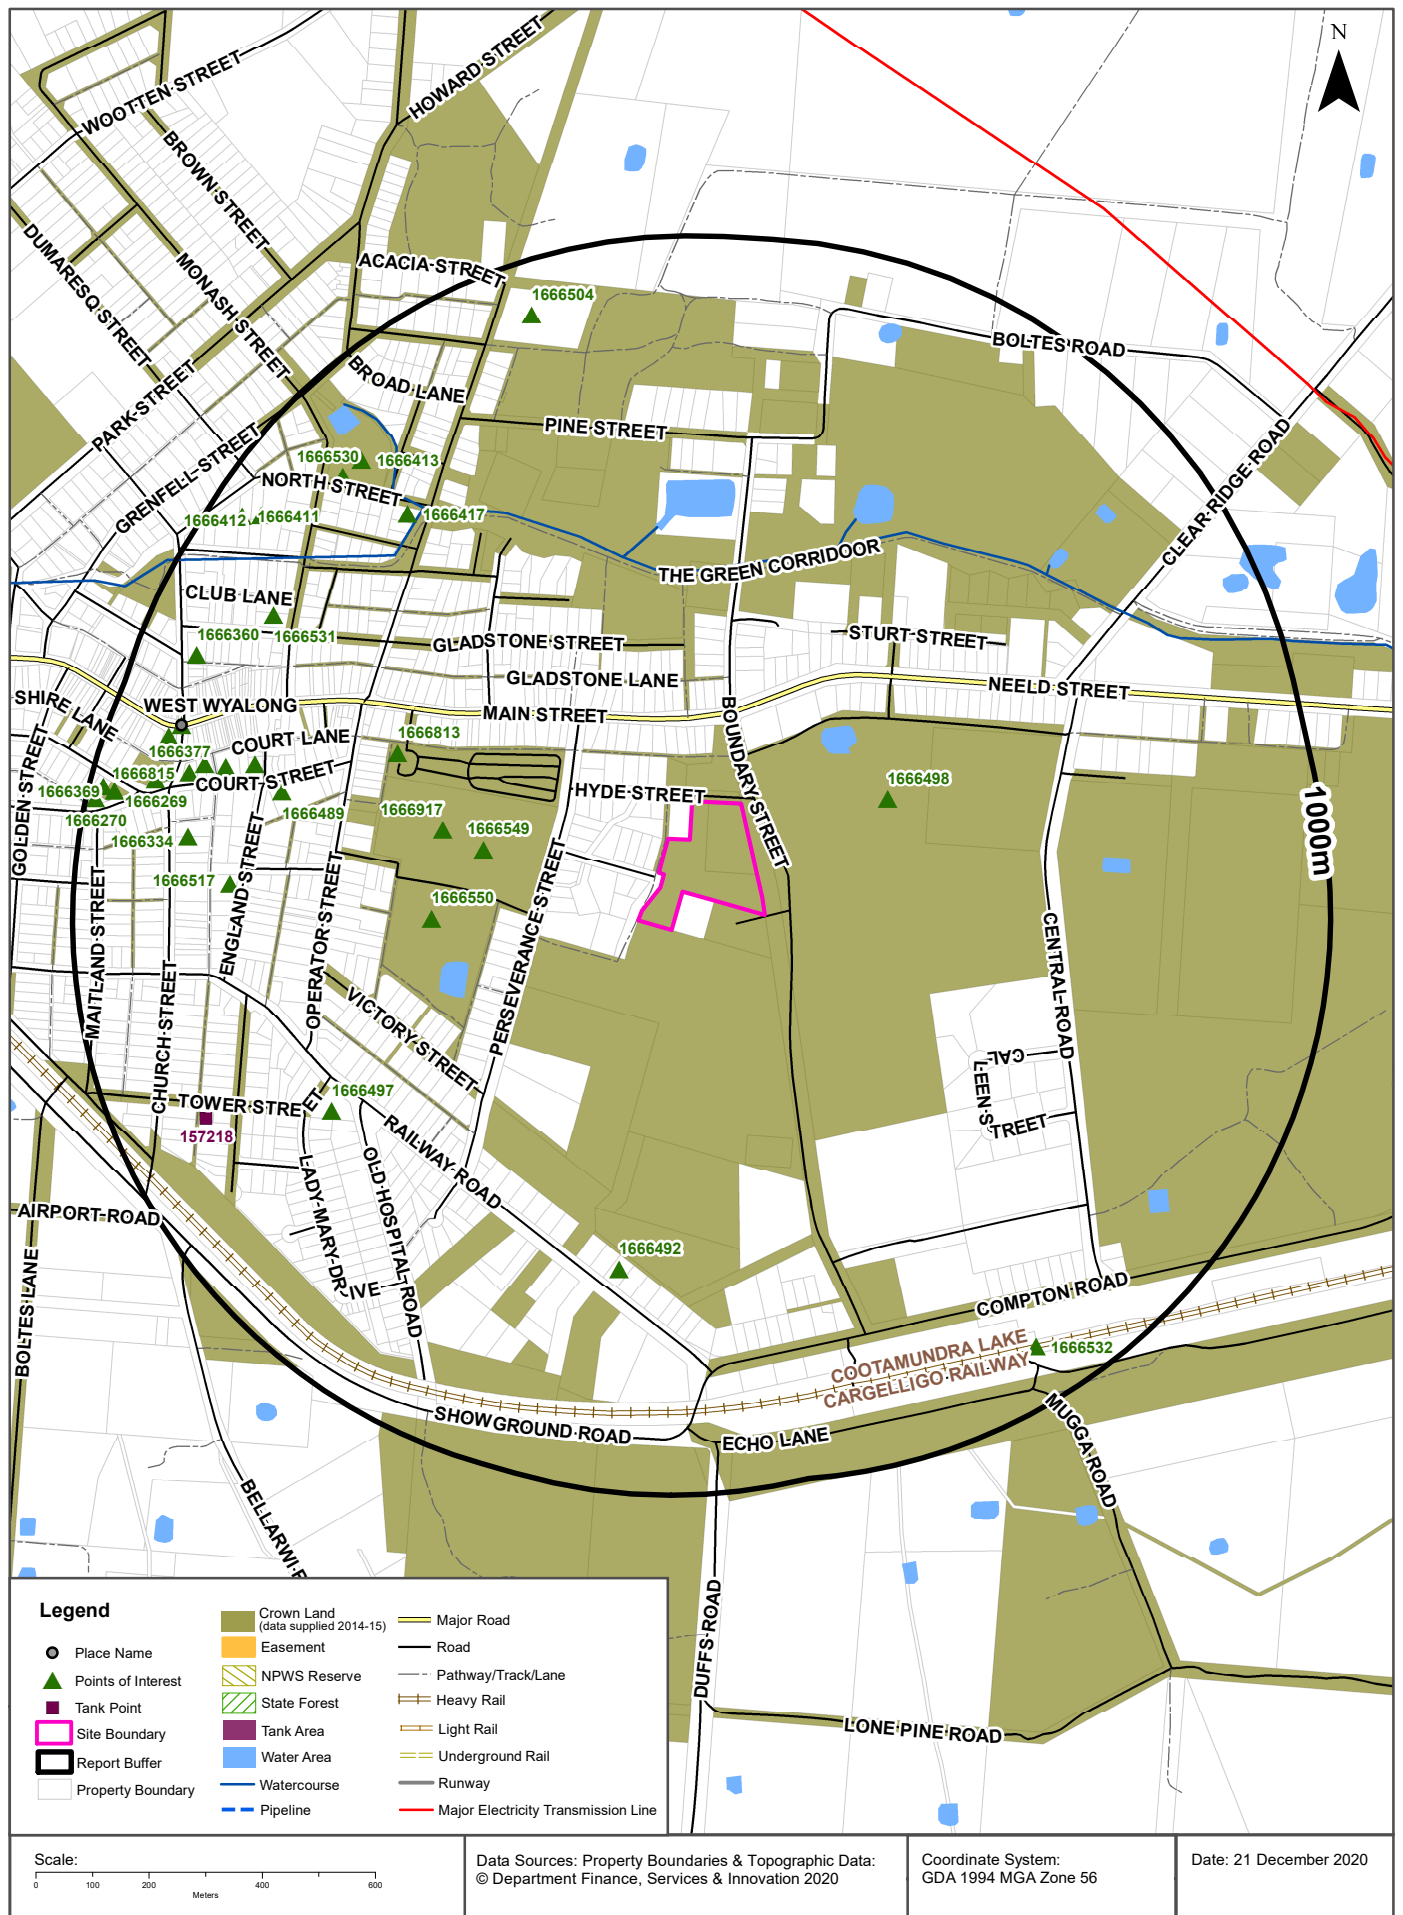 N
HOWARD STREET
WOOTTEN STREET
BROWN STREET
DUMARESQ STREET
MONASH STREET
ACACIA STREET
1666504
BOLTES ROAD
BROAD LANE
PARK STREET
PINE STREET
GRENFELL STREET
1666530
1666413
NORTH STREET
CLEAR RIDGE ROAD
1666412
1666411
1666417
THE GREEN CORRIDOOR
CLUB LANE
1666360
1666531
GLADSTONE STREET
STURT STREET
GLADSTONE LANE
NEELD STREET
SHIRE LANE
WEST WYALONG
MAIN STREET
BOUNDARY STREET
GOLDEN STREET
1666377
COURT LANE
1666813
1666815
COURT STREET
HYDE STREET
1666498
1666369
1666269
1666270
1666489
1666917
1666549
1000m
1666334
1666517
ENGLAND STREET
1666550
PERSEVERANCE STREET
MAITLAND STREET
CHURCH STREET
OPERATOR STREET
CENTRAL ROAD
VICTORY STREET
CAL
LEEN S
TREET
1666497
TOWER STRE
ET
157218
RAILWAY ROAD
LADY MARY DR
IVE
OLD HOSPITAL ROAD
AIRPORT ROAD
BOLTES LANE
1666492
COMPTON ROAD
COOTAMUNDRA LAKE
CARGELLIGO RAILWAY
1666532
SHOWGROUND ROAD
ECHO LANE
MUGGA ROAD
BELLARWI
DUFFS ROAD
LONE PINE ROAD
Legend
Place Name
Points of Interest
Tank Point
Site Boundary
Report Buffer
Property Boundary
Crown Land
(data supplied 2014-15)
Easement
NPWS Reserve
State Forest
Tank Area
Water Area
Watercourse
Pipeline
Major Road
Road
Pathway/Track/Lane
Heavy Rail
Light Rail
Underground Rail
Runway
Major Electricity Transmission Line
Scale:
0 100 200 400 600
Meters
Data Sources: Property Boundaries & Topographic Data:
© Department Finance, Services & Innovation 2020
Coordinate System:
GDA 1994 MGA Zone 56
Date: 21 December 2020